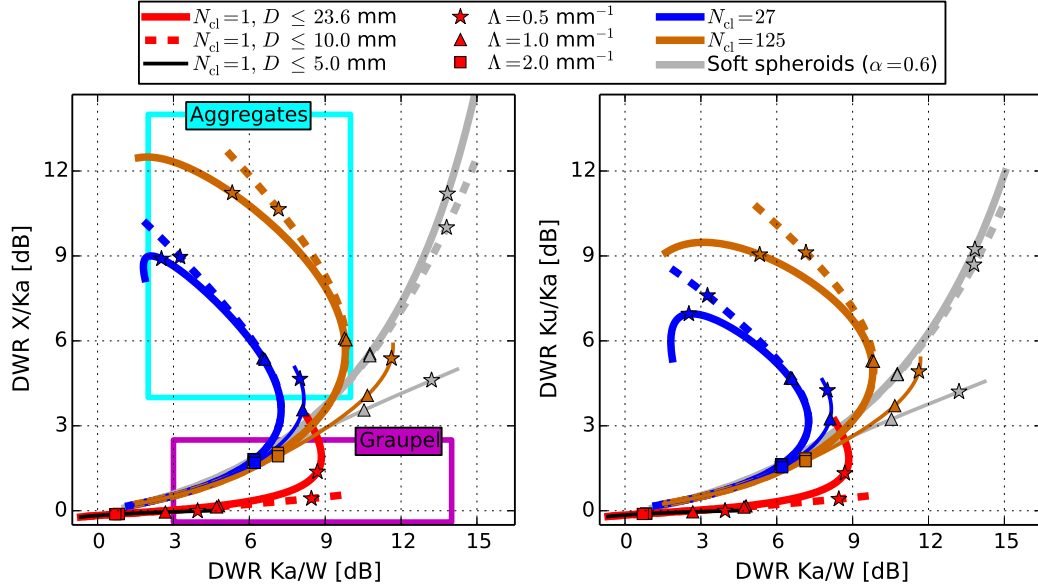 N_cl=1, D ≤ 23.6 mm
N_cl=1, D ≤ 10.0 mm
N_cl=1, D ≤ 5.0 mm
Λ=0.5 mm⁻¹
Λ=1.0 mm⁻¹
Λ=2.0 mm⁻¹
N_cl=27
N_cl=125
Soft spheroids (α=0.6)
Aggregates
Graupel
DWR X/Ka [dB]
12
9
6
3
0
0 3 6 9 12 15
DWR Ka/W [dB]
DWR Ku/Ka [dB]
12
9
6
3
0
0 3 6 9 12 15
DWR Ka/W [dB]